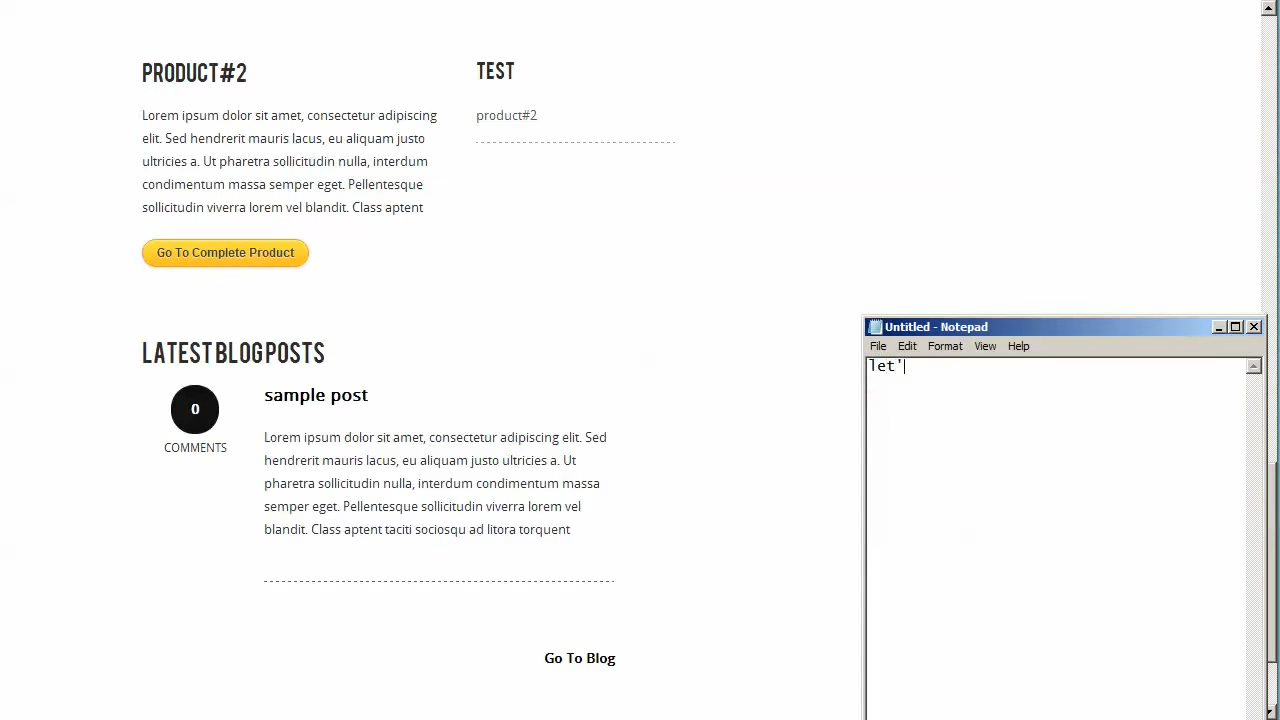 PRODUCT#2
Lorem ipsum dolor sit amet, consectetur adipiscing
elit. Sed hendrerit mauris lacus, eu aliquam justo
ultricies a. Ut pharetra sollicitudin nulla, interdum
condimentum massa semper eget. Pellentesque
sollicitudin viverra lorem vel blandit. Class aptent
Go To Complete Product
TEST
product#2
LATEST BLOG POSTS
0
COMMENTS
sample post
Lorem ipsum dolor sit amet, consectetur adipiscing elit. Sed
hendrerit mauris lacus, eu aliquam justo ultricies a. Ut
pharetra sollicitudin nulla, interdum condimentum massa
semper eget. Pellentesque sollicitudin viverra lorem vel
blandit. Class aptent taciti sociosqu ad litora torquent
Go To Blog
Untitled - Notepad
File Edit Format View Help
let'